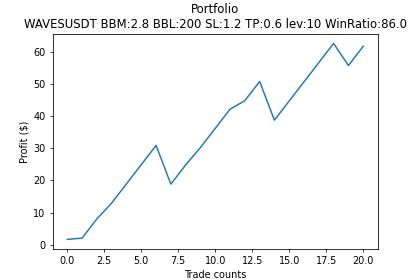 Portfolio
WAVESUSDT BBM:2.8 BBL:200 SL:1.2 TP:0.6 lev:10 WinRatio:86.0
60
50
40
30
20
10
0
Profit ($)
0.0 2.5 5.0 7.5 10.0 12.5 15.0 17.5 20.0
Trade counts